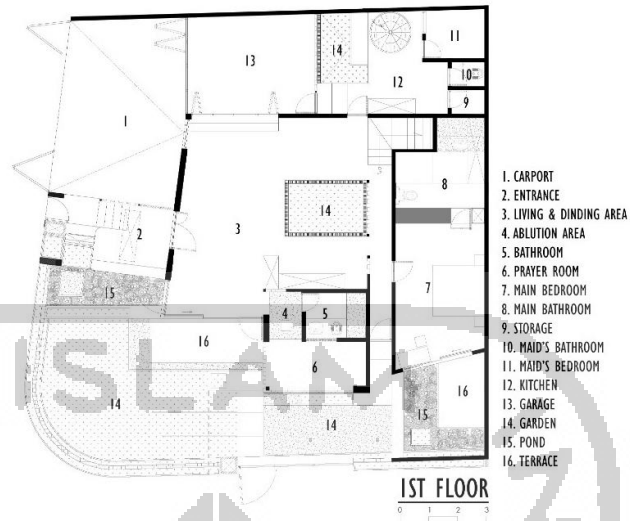 13
14
11
12
10
9
1
8
14
2
3
7
15
4
5
16
6
16
14
14
15
1. CARPORT
2. ENTRANCE
3. LIVING & DINDING AREA
4. ABLUTION AREA
5. BATHROOM
6. PRAYER ROOM
7. MAIN BEDROOM
8. MAIN BATHROOM
9. STORAGE
10. MAID'S BATHROOM
11. MAID'S BEDROOM
12. KITCHEN
13. GARAGE
14. GARDEN
15. POND
16. TERRACE
ISLAM
1ST FLOOR
0 1 2 3